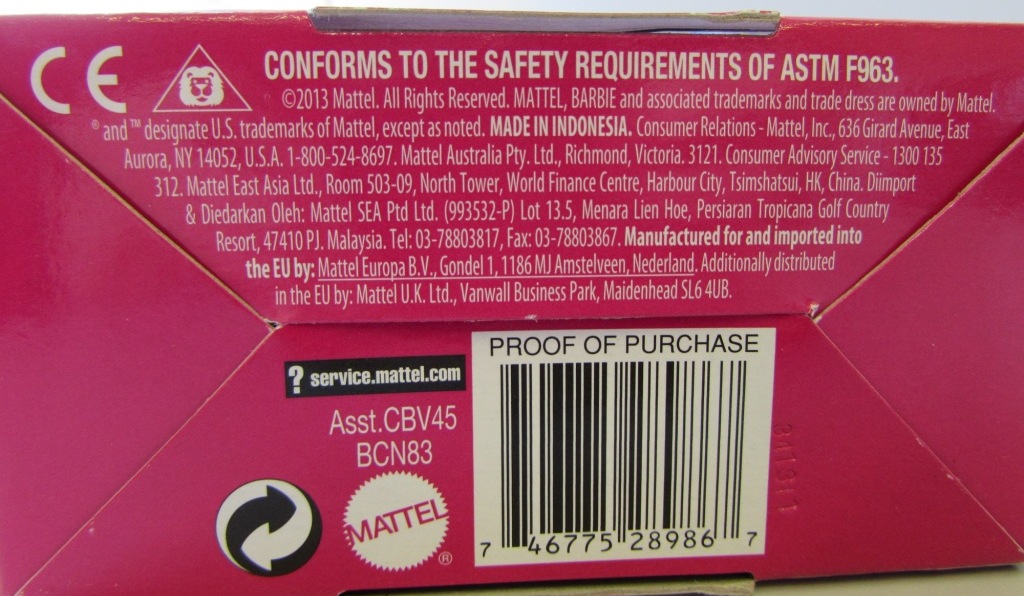 CE
CONFORMS TO THE SAFETY REQUIREMENTS OF ASTM F963.
©2013 Mattel. All Rights Reserved. MATTEL, BARBIE and associated trademarks and trade dress are owned by Mattel.
® and ™ designate U.S. trademarks of Mattel, except as noted. MADE IN INDONESIA. Consumer Relations - Mattel, Inc., 636 Girard Avenue, East
Aurora, NY 14052, U.S.A. 1-800-524-8697. Mattel Australia Pty. Ltd., Richmond, Victoria. 3121. Consumer Advisory Service - 1300 135
312. Mattel East Asia Ltd., Room 503-09, North Tower, World Finance Centre, Harbour City, Tsimshatsui, HK, China. Diimport
& Diedarkan Oleh: Mattel SEA Ptd Ltd. (993532-P) Lot 13.5, Menara Lien Hoe, Persiaran Tropicana Golf Country
Resort, 47410 PJ. Malaysia. Tel: 03-78803817, Fax: 03-78803867. Manufactured for and imported into
the EU by: Mattel Europa B.V., Gondel 1, 1186 MJ Amstelveen, Nederland. Additionally distributed
in the EU by: Mattel U.K. Ltd., Vanwall Business Park, Maidenhead SL6 4UB.
PROOF OF PURCHASE
? service.mattel.com
Asst.CBV45
BCN83
MATTEL ®
7 46775 28986 7